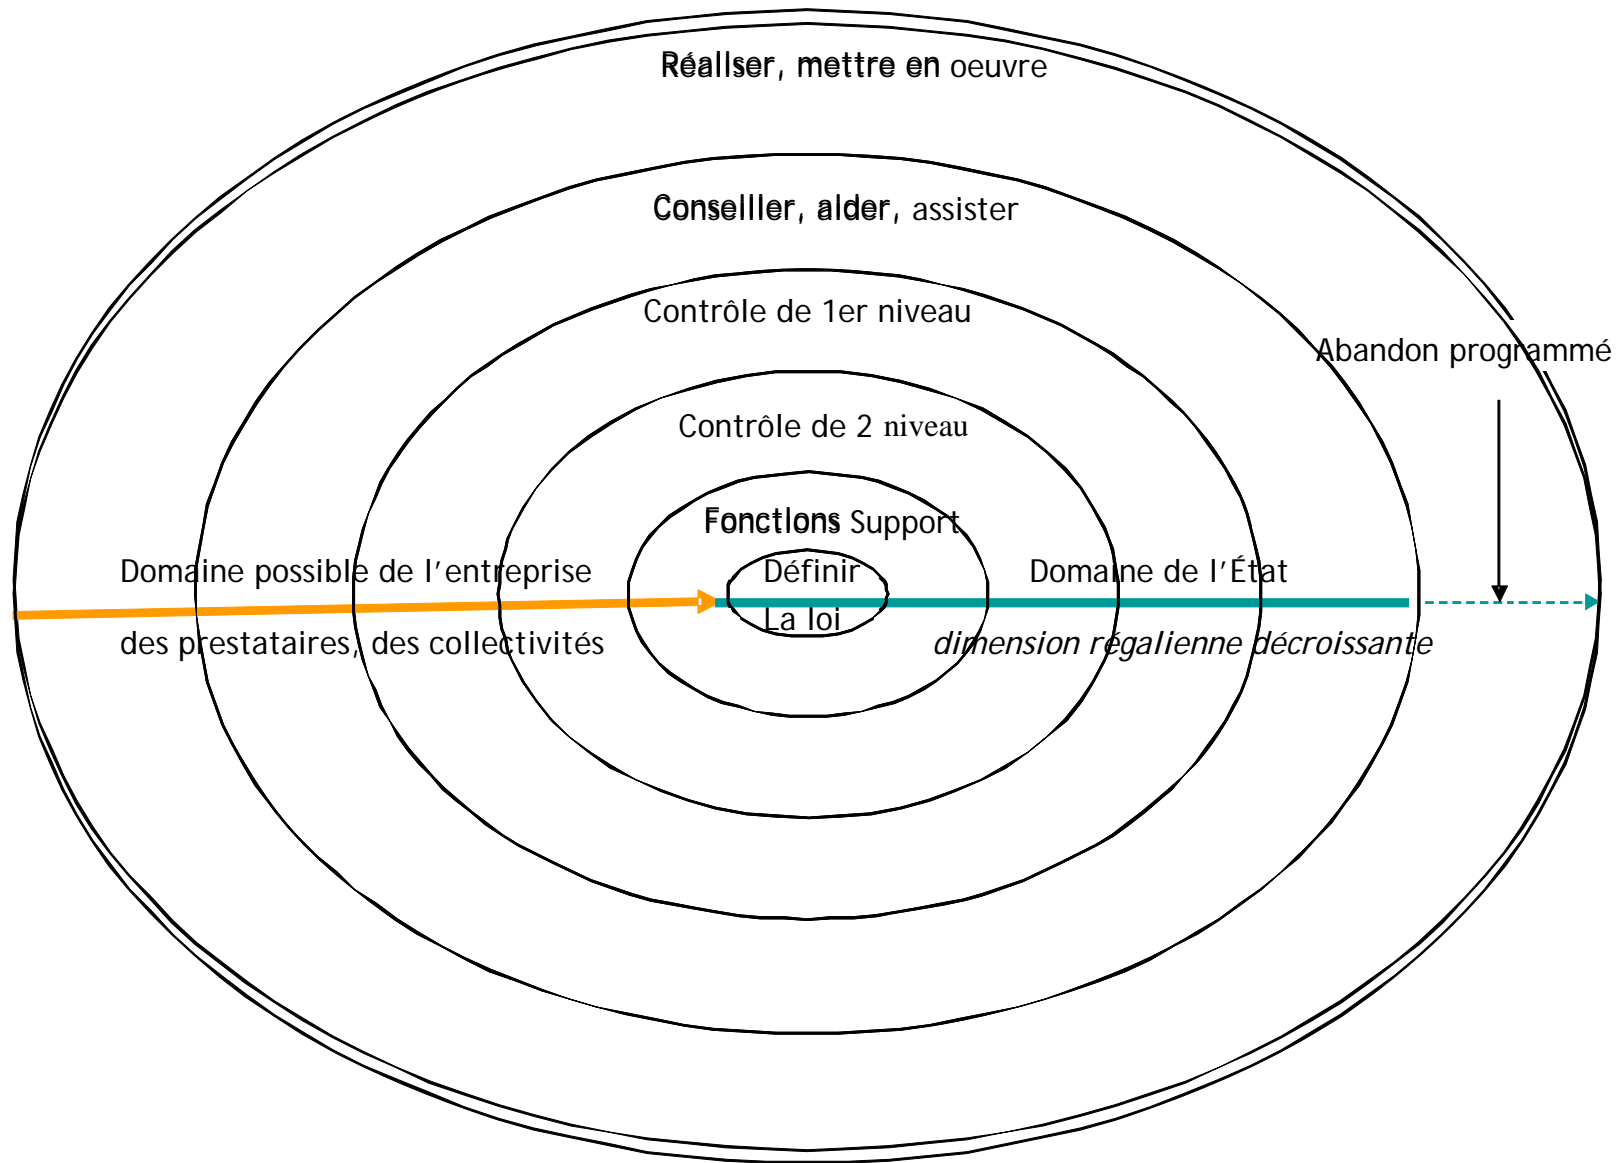 Réaliser, mettre en oeuvre
Conseiller, aider, assister
Contrôle de 1er niveau
Abandon programmé
Contrôle de 2 niveau
Fonctions Support
Domaine possible de l'entreprise
des prestataires, des collectivités
Définir
La loi
Domaine de l'État
dimension régalienne décroissante